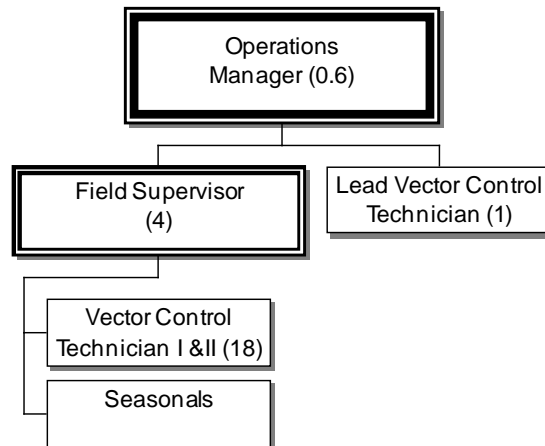 Operations
Manager (0.6)
Field Supervisor
(4)
Lead Vector Control
Technician (1)
Vector Control
Technician I &II (18)
Seasonals